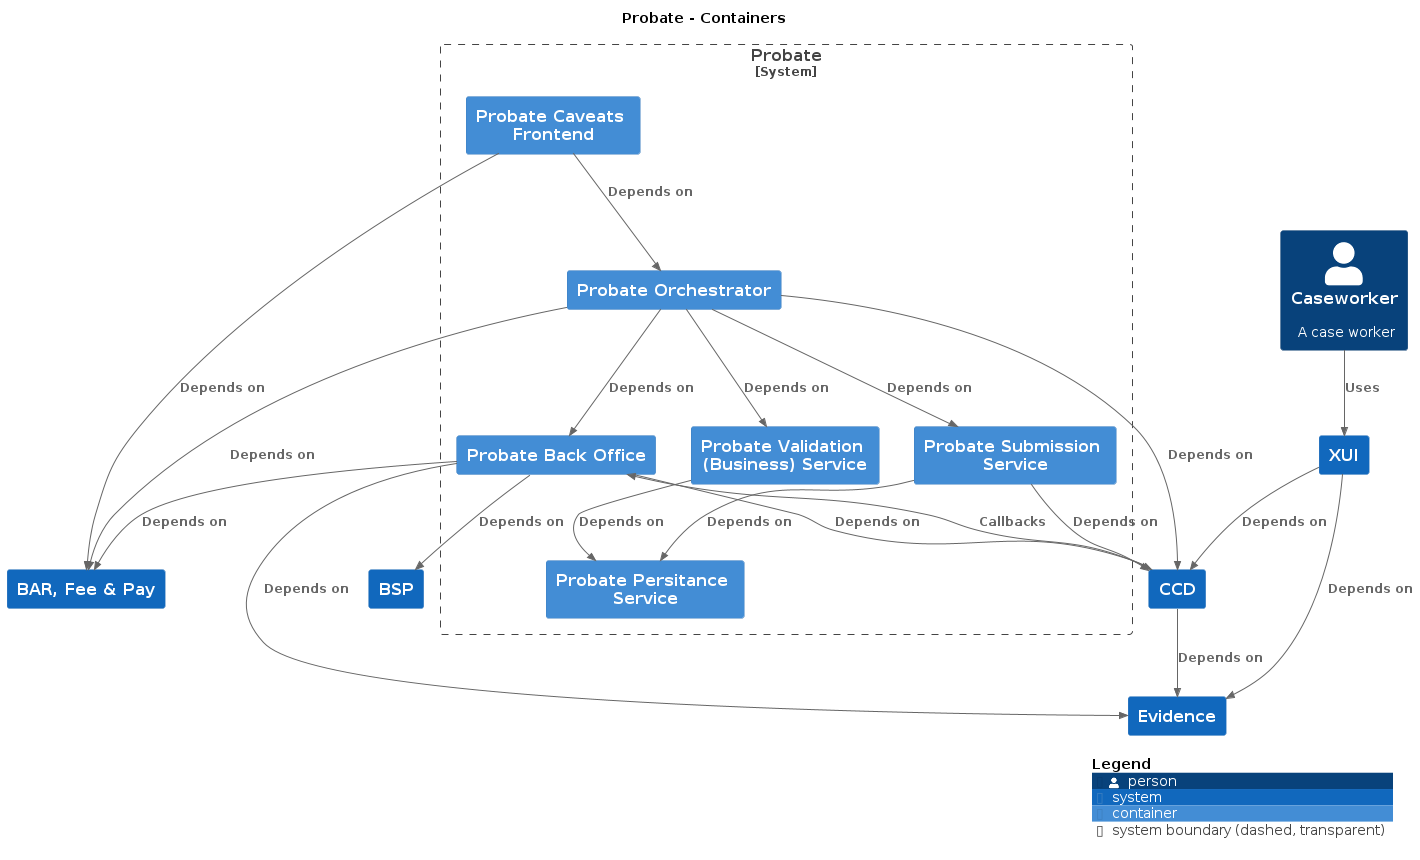 Probate - Containers
Probate
[System]
Probate Caveats
Frontend
Depends on
Probate Orchestrator
Caseworker
A case worker
Depends on
Depends on
Depends on
Depends on
Uses
Depends on
Depends on
Probate Back Office
Probate Validation
(Business) Service
Probate Submission
Service
XUI
Depends on
Depends on
Depends on
Depends on
Depends on
Callbacks
Depends on
Depends on
BAR, Fee & Pay
Depends on
BSP
Probate Persitance
Service
CCD
Depends on
Depends on
Evidence
Legend
person
system
container
system boundary (dashed, transparent)